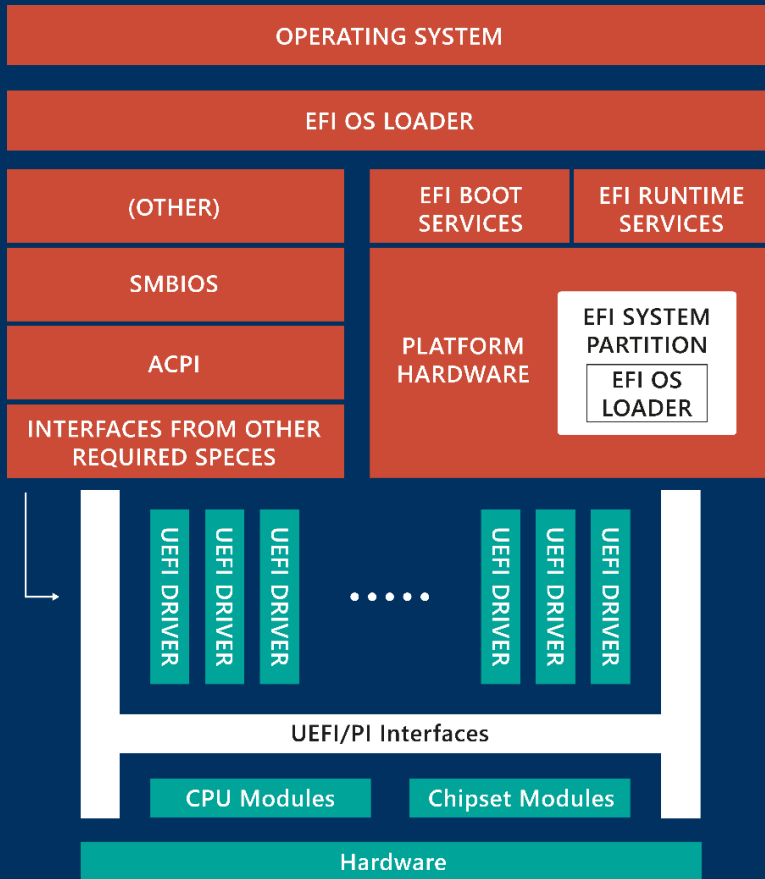 OPERATING SYSTEM
EFI OS LOADER
(OTHER)
SMBIOS
ACPI
INTERFACES FROM OTHER
REQUIRED SPECES
EFI BOOT
SERVICES
EFI RUNTIME
SERVICES
PLATFORM
HARDWARE
EFI SYSTEM
PARTITION
EFI OS
LOADER
UEFI DRIVER
UEFI DRIVER
UEFI DRIVER
UEFI DRIVER
UEFI DRIVER
UEFI DRIVER
UEFI/PI Interfaces
CPU Modules
Chipset Modules
Hardware